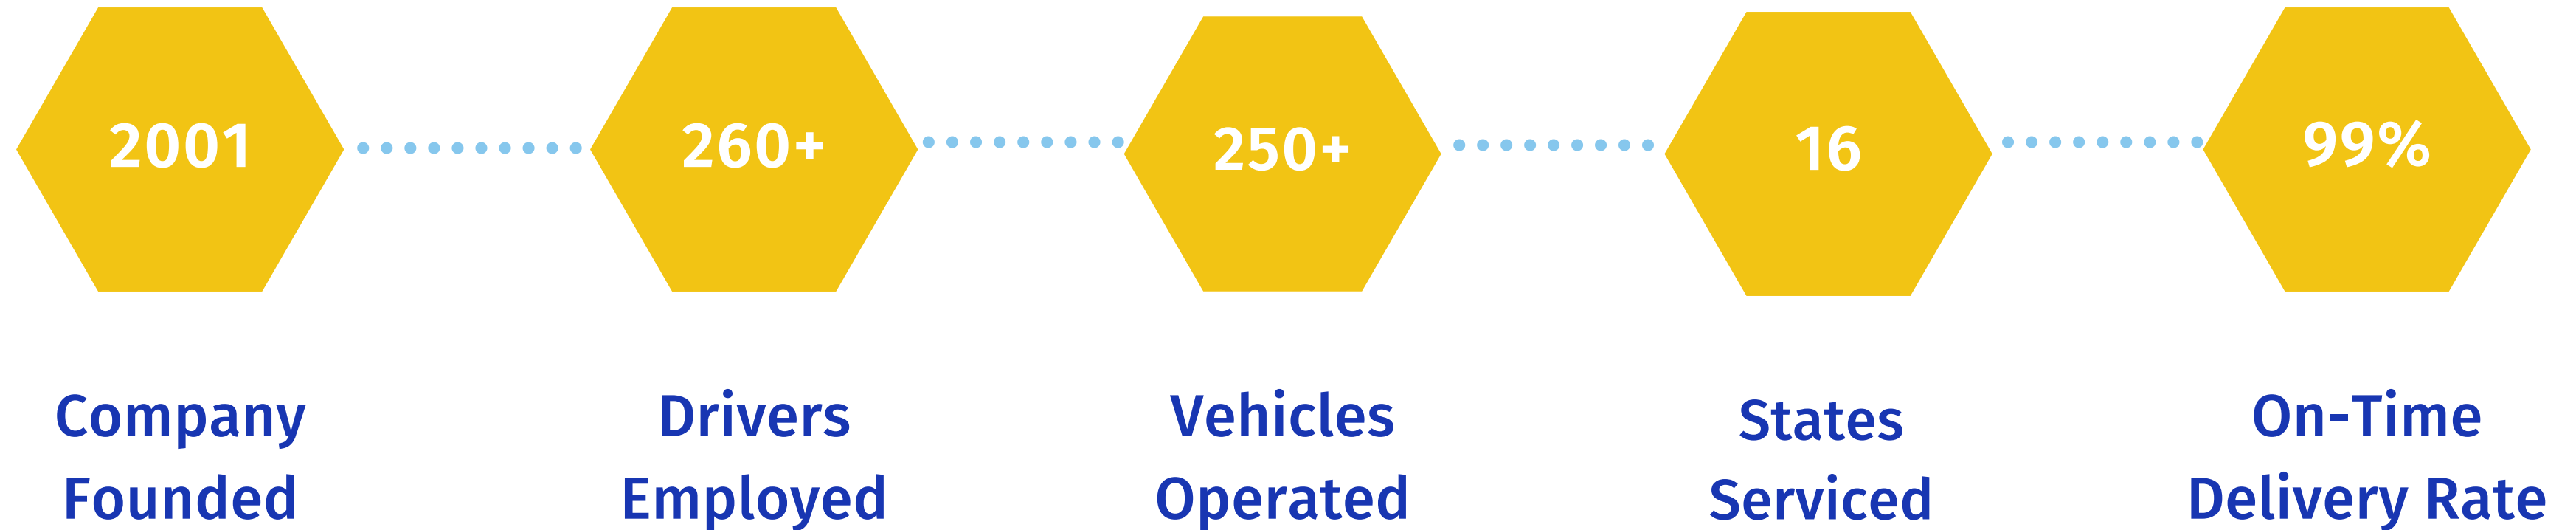 2001
260+
250+
16
99%
Company
Founded
Drivers
Employed
Vehicles
Operated
States
Serviced
On-Time
Delivery Rate